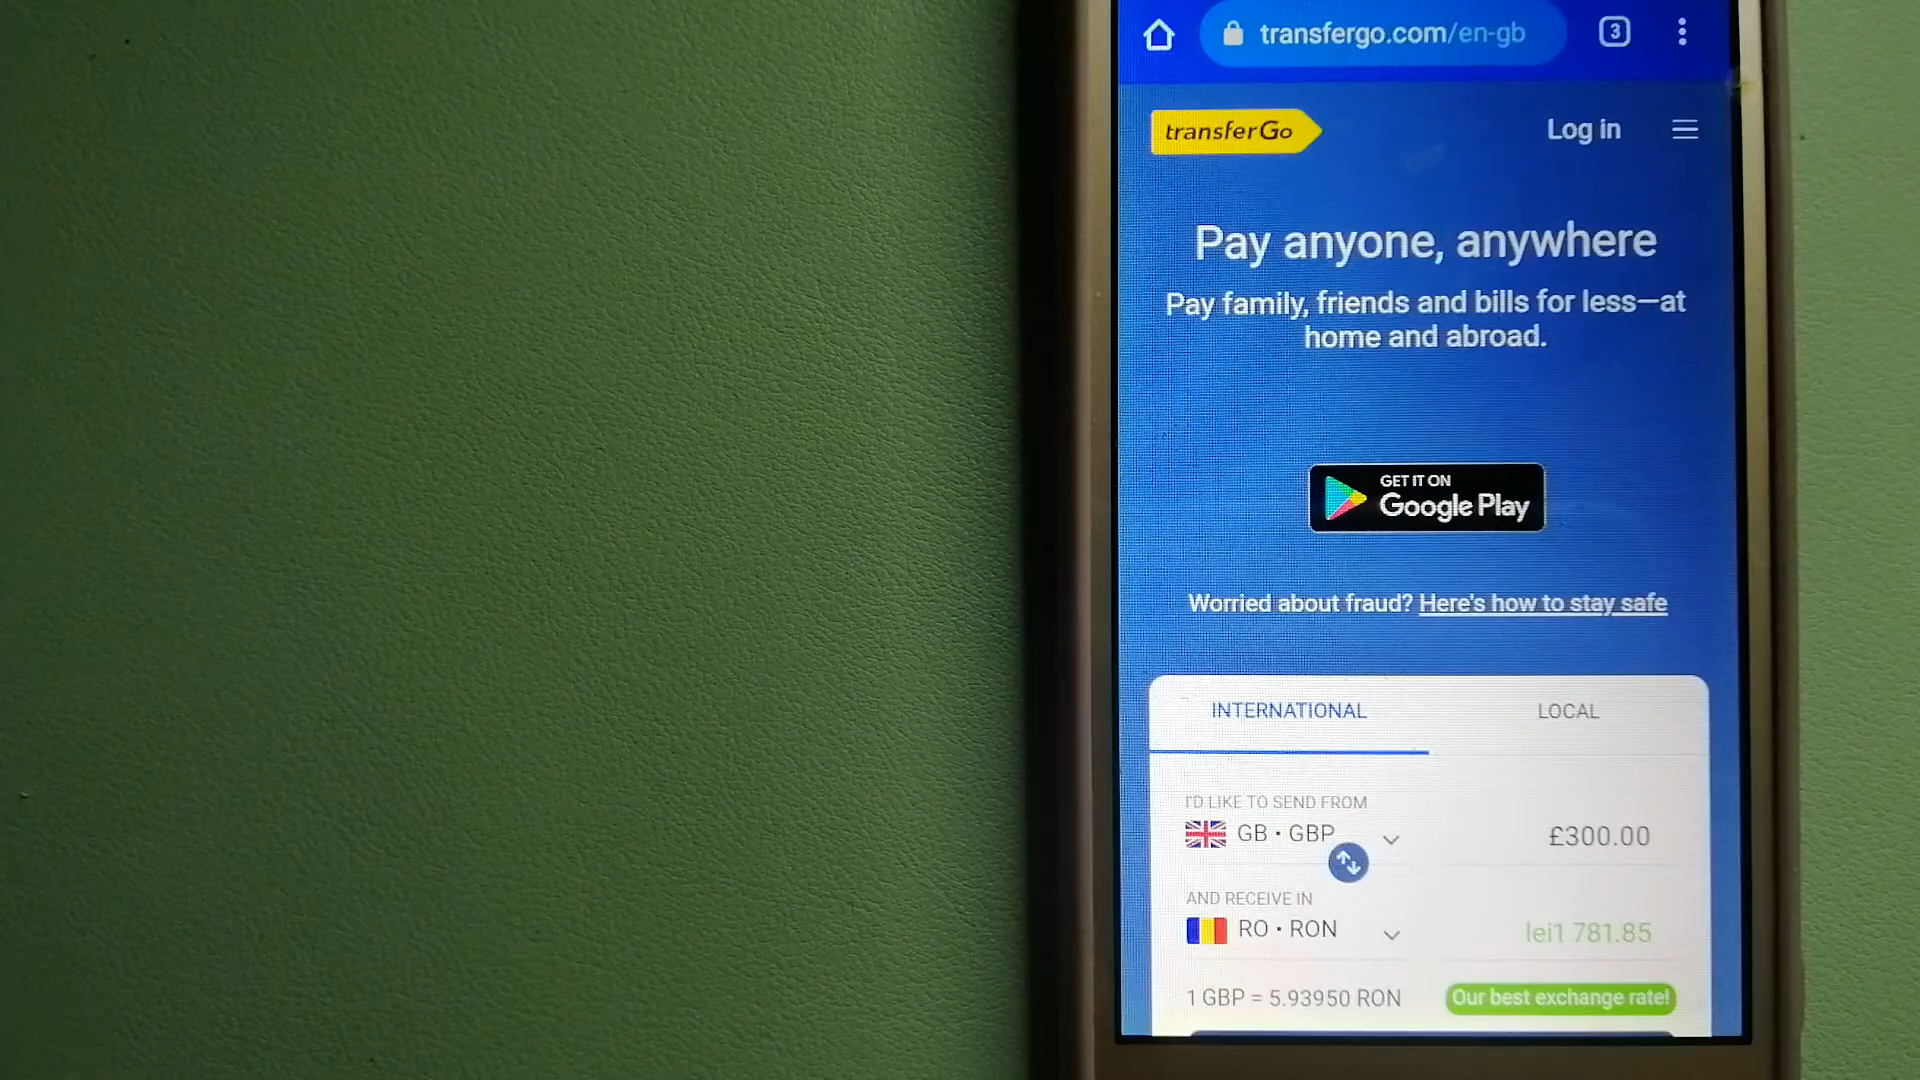 transfergo.com/en-gb
3
transferGo
Log in
Pay anyone, anywhere
Pay family, friends and bills for less—at
home and abroad.
GET IT ON
Google Play
Worried about fraud? Here's how to stay safe
INTERNATIONAL
LOCAL
I'D LIKE TO SEND FROM
GB • GBP
£300.00
AND RECEIVE IN
RO • RON
lei1 781.85
1 GBP = 5.93950 RON
Our best exchange rate!